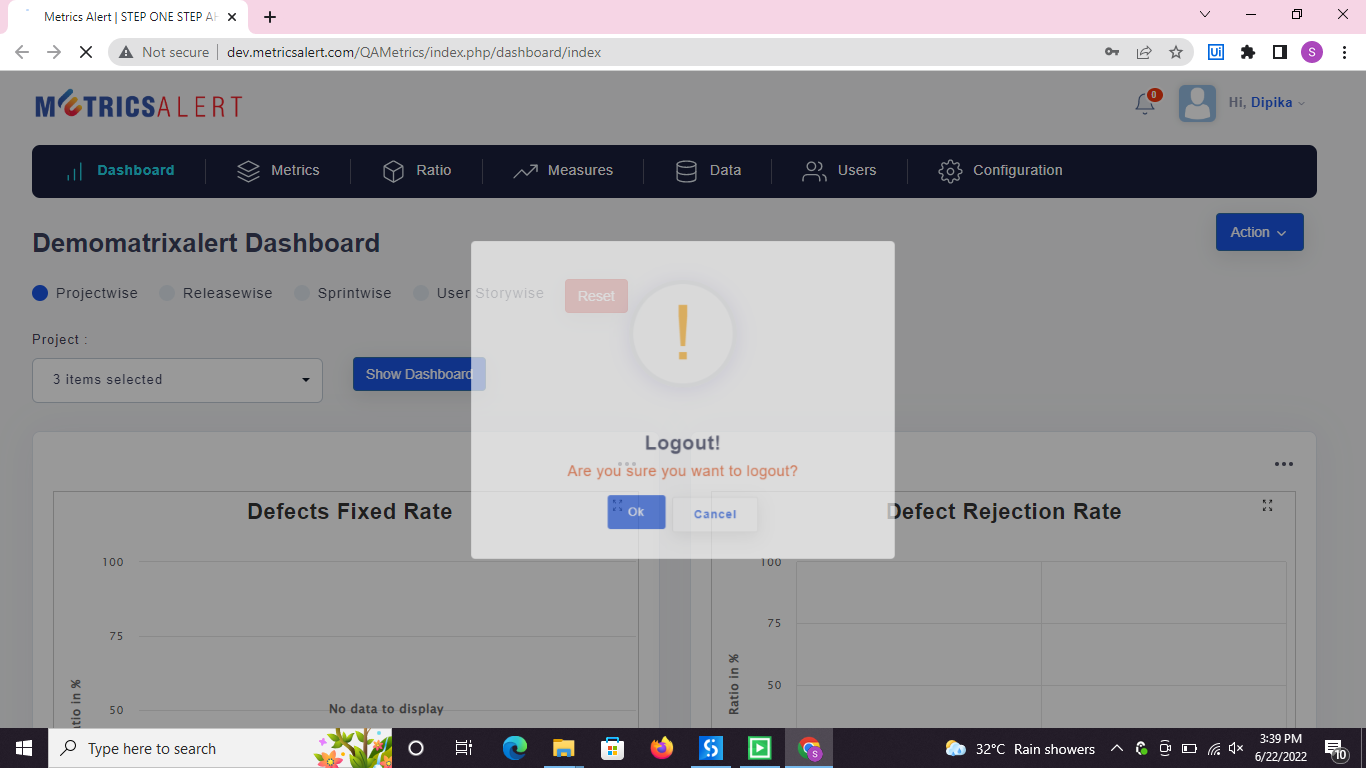 Metrics Alert | STEP ONE STEP AH
Not secure
dev.metricsalert.com/QAMetrics/index.php/dashboard/index
Ui
S
METRICSALERT
0
Hi, Dipika
Dashboard
Metrics
Ratio
Measures
Data
Users
Configuration
Demomatrixalert Dashboard
Action
Projectwise
Releasewise
Sprintwise
User Storywise
Reset
Project :
3 items selected
Show Dashboard
!
Logout!
Are you sure you want to logout?
Ok
Cancel
Defects Fixed Rate
100
75
50
No data to display
Defect Rejection Rate
100
75
50
Ratio in %
Type here to search
S
32°C Rain showers
3:39 PM
6/22/2022
10